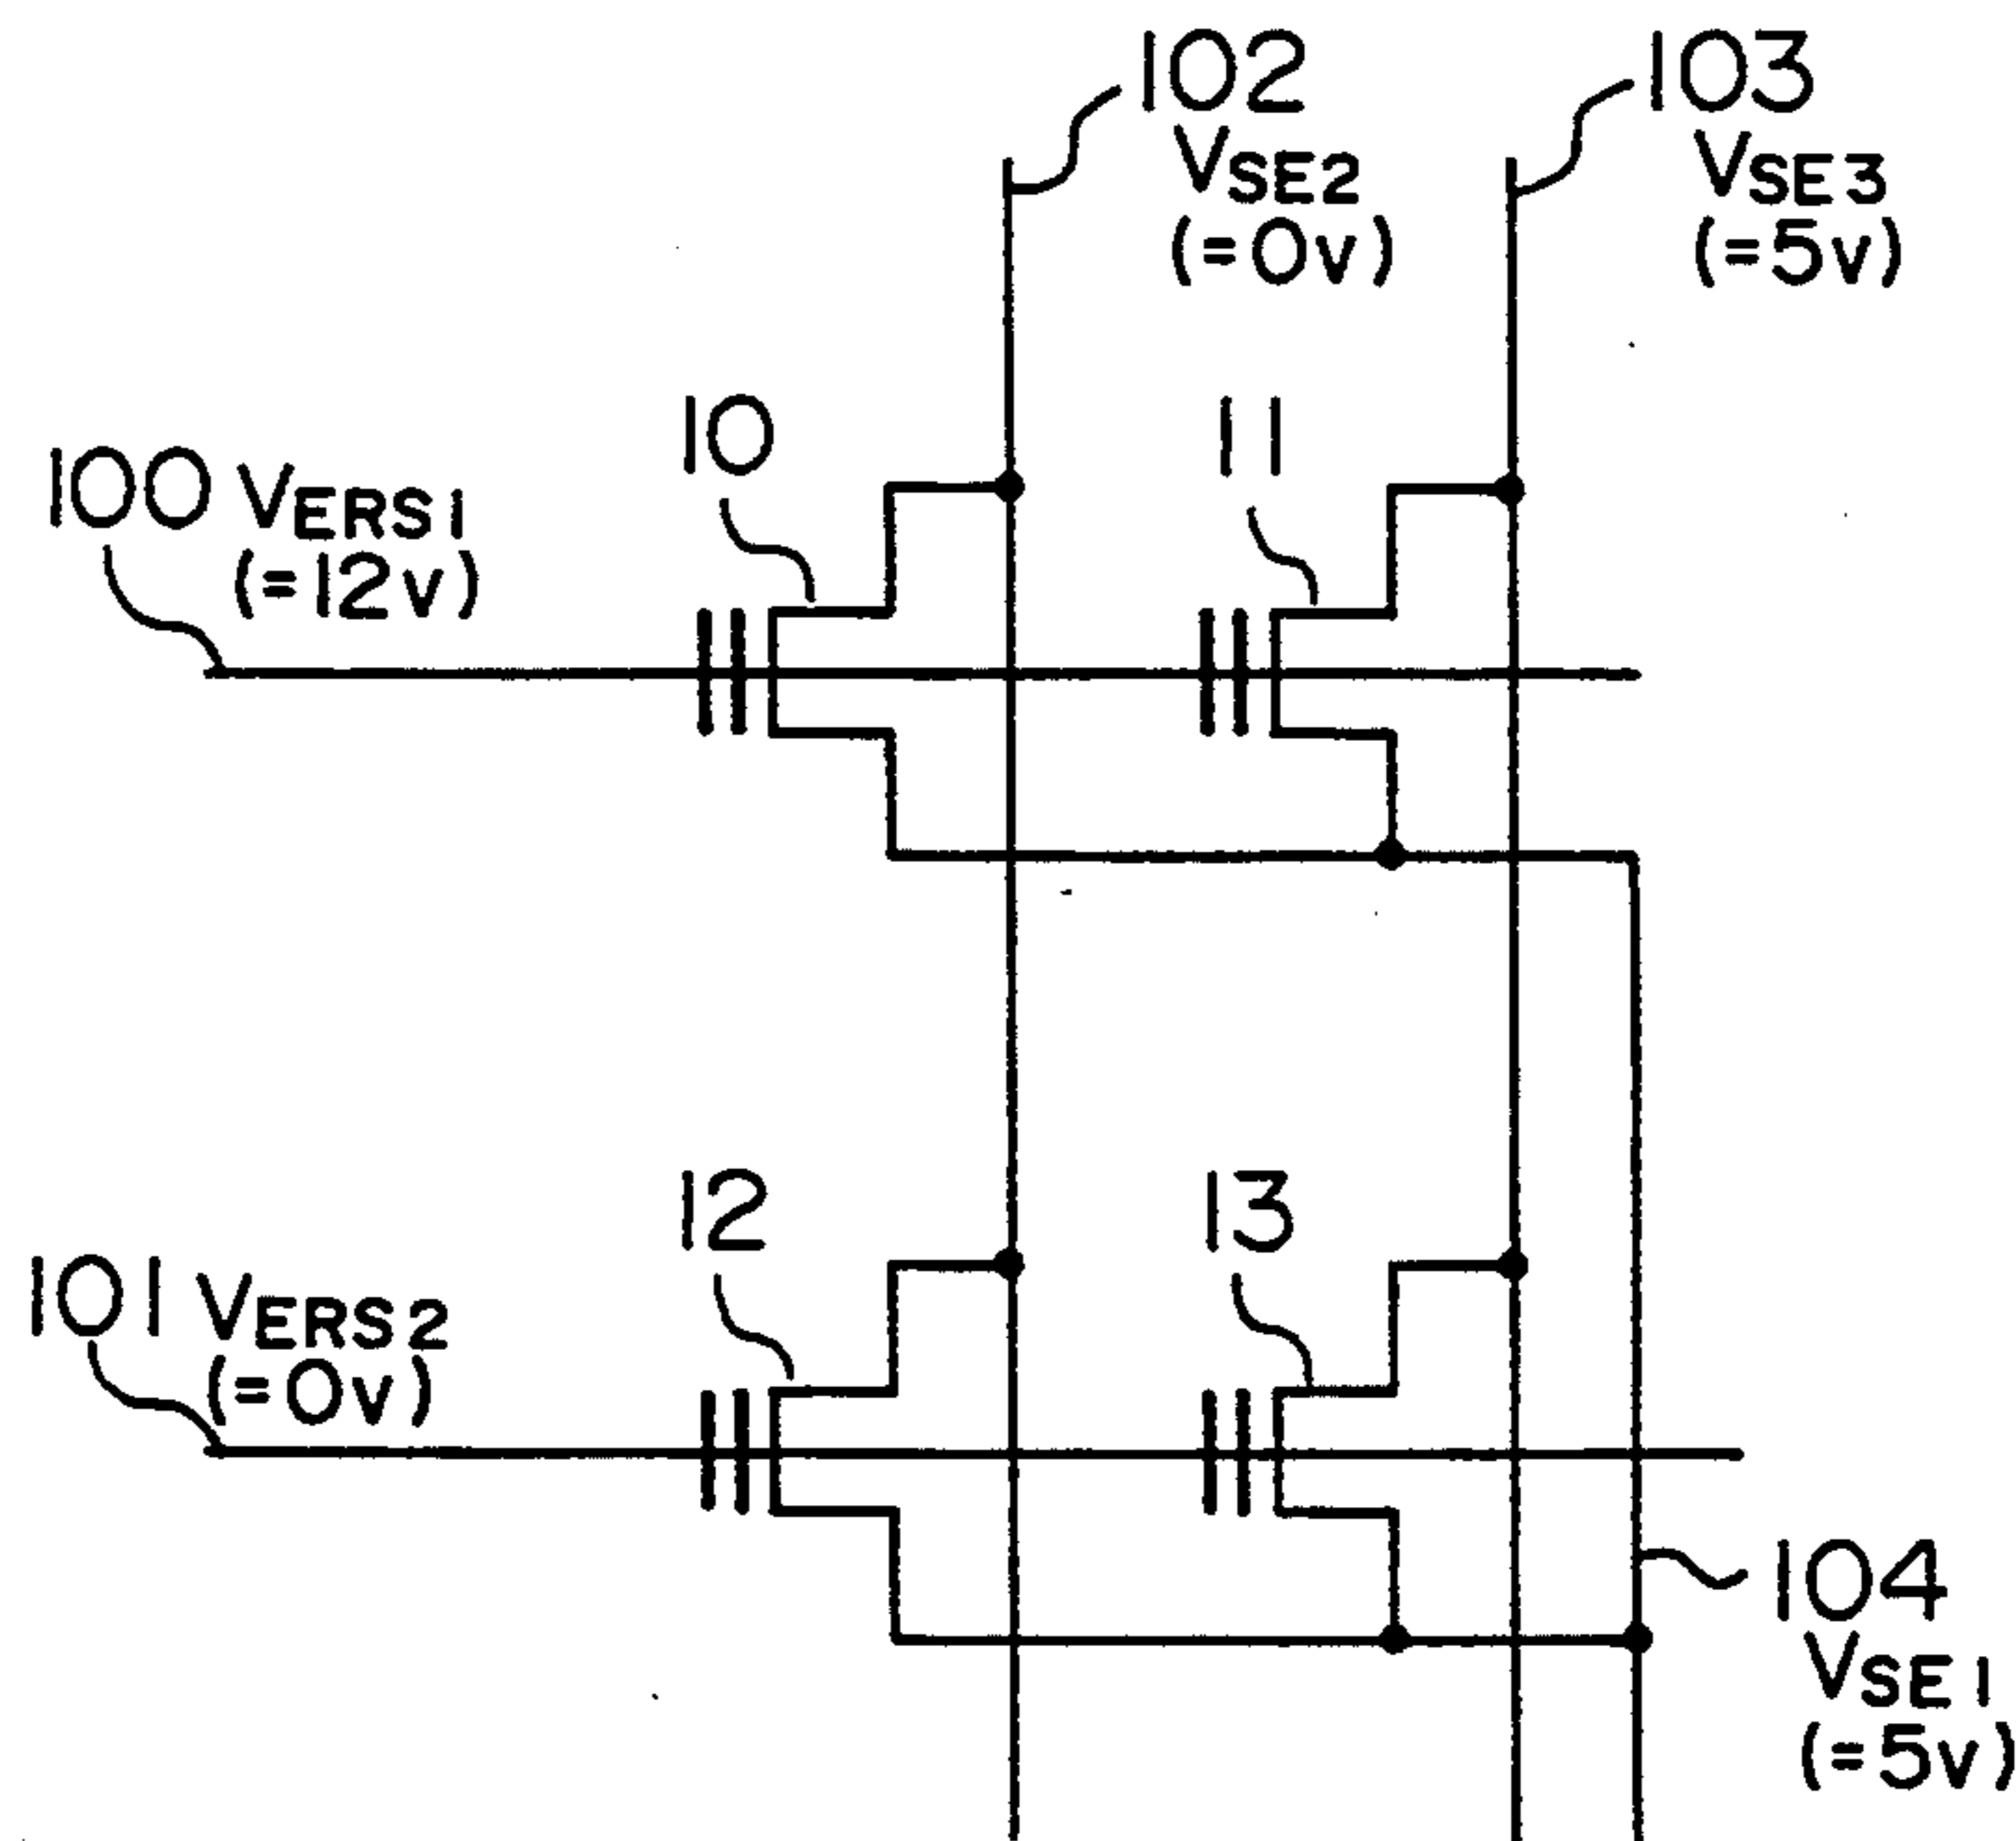 102
VSE2
(=0v)
103
VSE3
(=5v)
10
11
100 VERS1
(=12v)
12
13
101 VERS2
(=0v)
104
VSE1
(=5v)